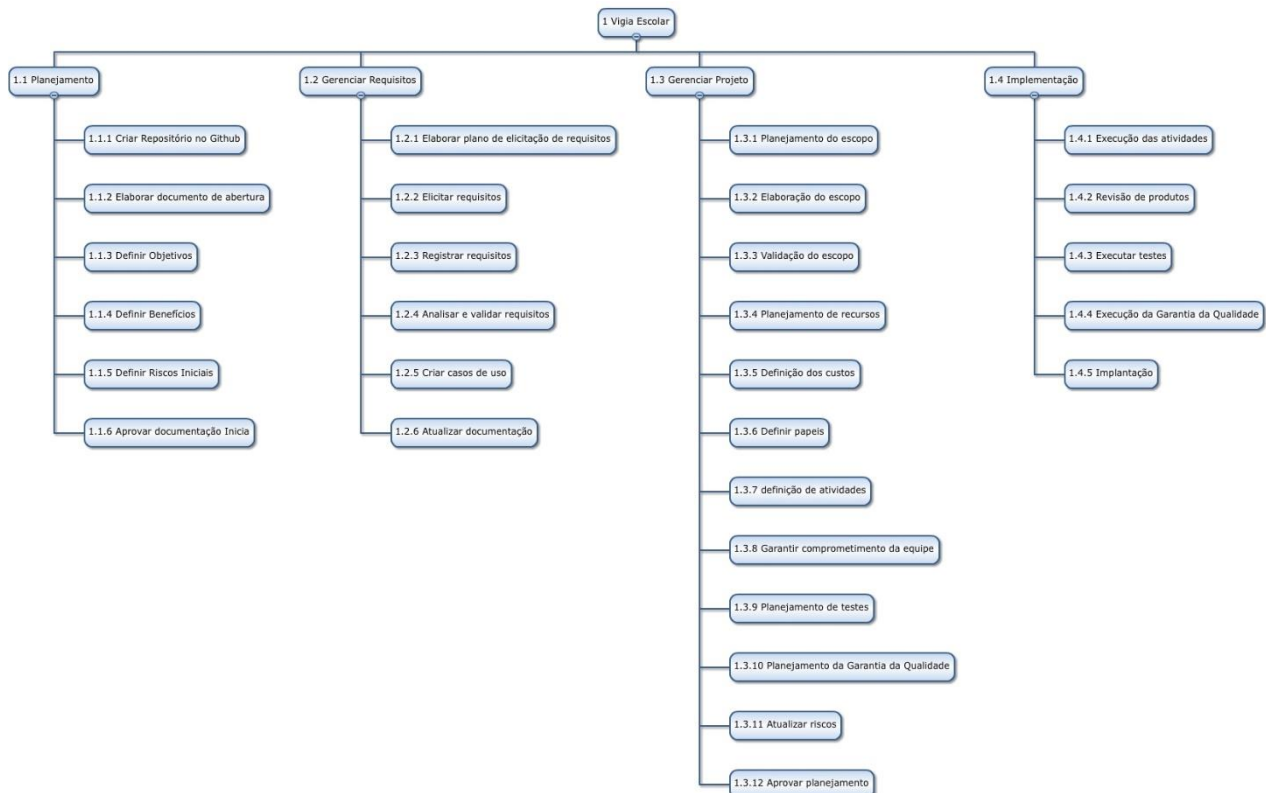 1 Vigia Escolar
1.1 Planejamento
1.2 Gerenciar Requisitos
1.3 Gerenciar Projeto
1.4 Implementação
1.1.1 Criar Repositório no Github
1.1.2 Elaborar documento de abertura
1.1.3 Definir Objetivos
1.1.4 Definir Benefícios
1.1.5 Definir Riscos Iniciais
1.1.6 Aprovar documentação Inicia
1.2.1 Elaborar plano de elicitação de requisitos
1.2.2 Elicitar requisitos
1.2.3 Registrar requisitos
1.2.4 Analisar e validar requisitos
1.2.5 Criar casos de uso
1.2.6 Atualizar documentação
1.3.1 Planejamento do escopo
1.3.2 Elaboração do escopo
1.3.3 Validação do escopo
1.3.4 Planejamento de recursos
1.3.5 Definição dos custos
1.3.6 Definir papeis
1.3.7 definição de atividades
1.3.8 Garantir comprometimento da equipe
1.3.9 Planejamento de testes
1.3.10 Planejamento da Garantia da Qualidade
1.3.11 Atualizar riscos
1.3.12 Aprovar planejamento
1.4.1 Execução das atividades
1.4.2 Revisão de produtos
1.4.3 Executar testes
1.4.4 Execução da Garantia da Qualidade
1.4.5 Implantação